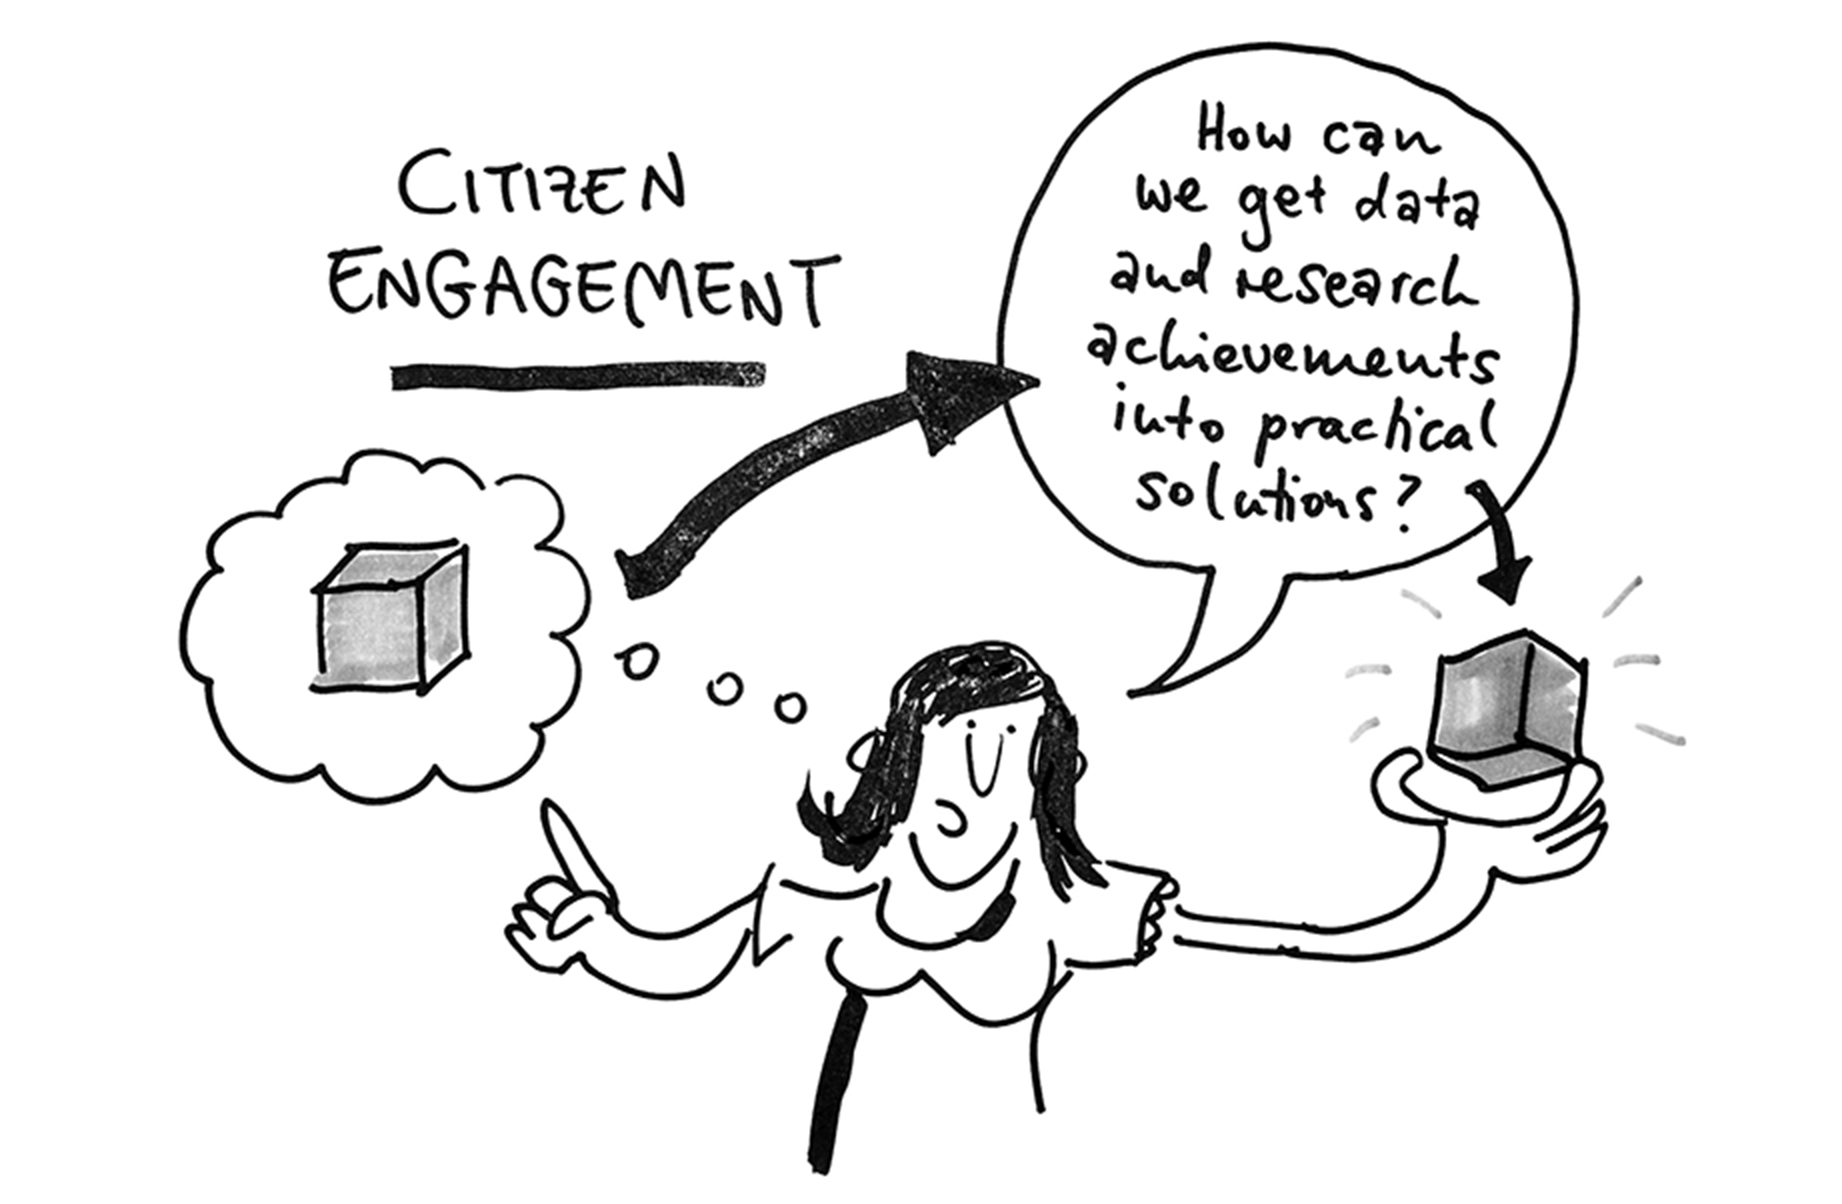 CITIZEN
ENGAGEMENT
How can
we get data
and research
achievements
into practical
solutions?